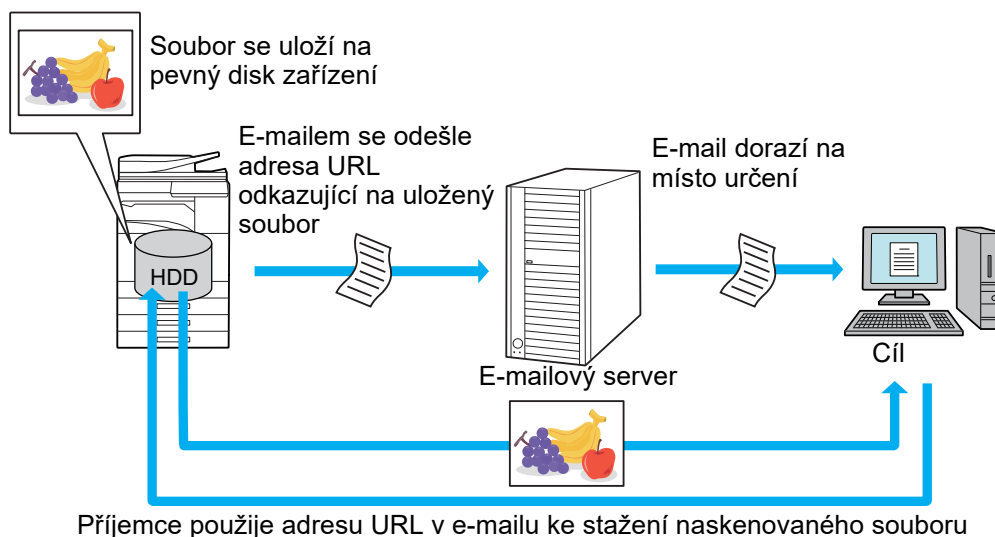 Soubor se uloží na
pevný disk zařízení
E-mailem se odešle
adresa URL
odkazující na uložený
soubor
E-mail dorazí na
místo určení
HDD
E-mailový server
Cíl
Příjemce použije adresu URL v e-mailu ke stažení naskenovaného souboru